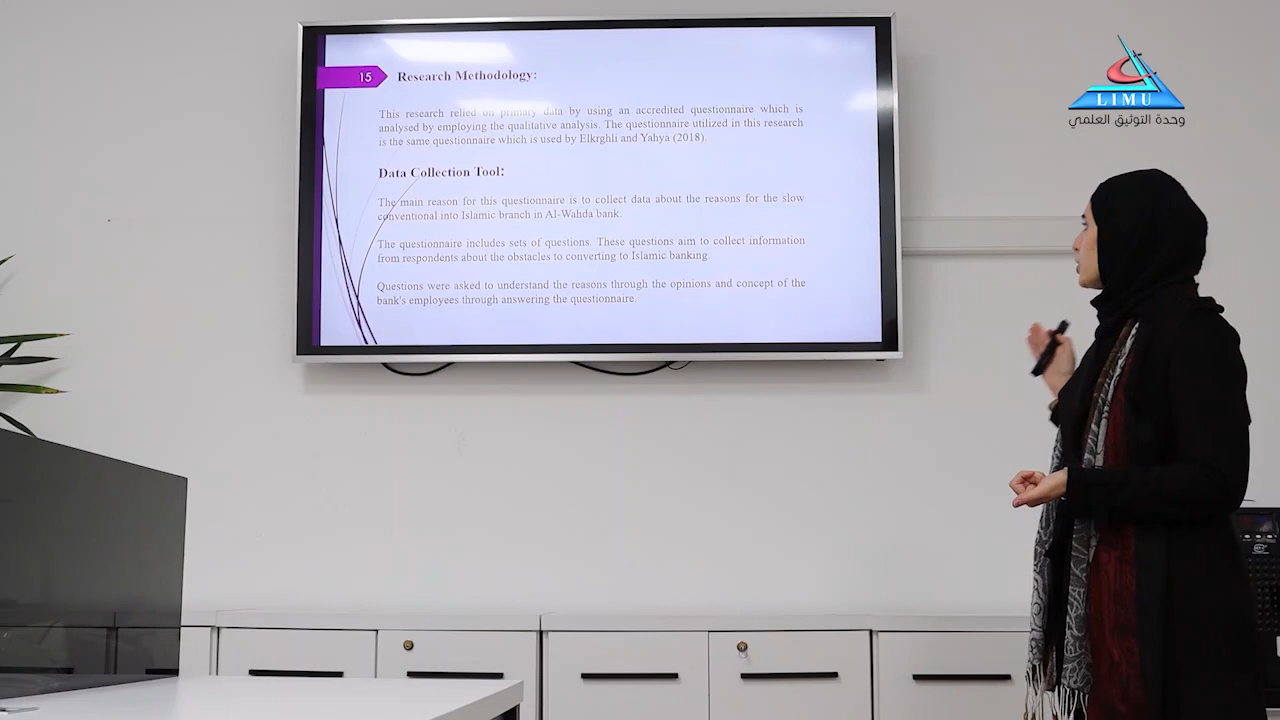 15
Research Methodology:
This research relied on primary data by using an accredited questionnaire which is
analysed by employing the qualitative analysis. The questionnaire utilized in this research
is the same questionnaire which is used by Elkrghli and Yahya (2018).
Data Collection Tool:
The main reason for this questionnaire is to collect data about the reasons for the slow
conventional into Islamic branch in Al-Wahda bank.
The questionnaire includes sets of questions. These questions aim to collect information
from respondents about the obstacles to converting to Islamic banking.
Questions were asked to understand the reasons through the opinions and concept of the
bank's employees through answering the questionnaire.
LIMU
وحدة التوثيق العلمي